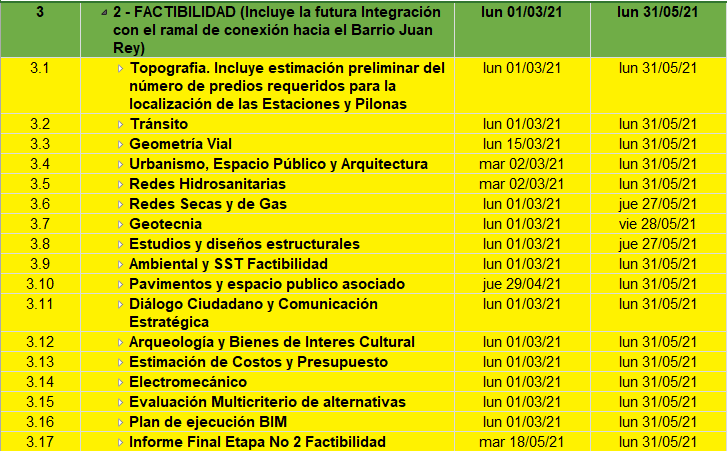 3 2 - FACTIBILIDAD (Incluye la futura Integración lun 01/03/21 lun 31/05/21
con el ramal de conexión hacia el Barrio Juan
Rey)
3.1 Topografia. Incluye estimación preliminar del lun 01/03/21 lun 31/05/21
número de predios requeridos para la
localización de las Estaciones y Pilonas
3.2 Tránsito lun 01/03/21 lun 31/05/21
3.3 Geometría Vial lun 15/03/21 lun 31/05/21
3.4 Urbanismo, Espacio Público y Arquitectura mar 02/03/21 lun 31/05/21
3.5 Redes Hidrosanitarias mar 02/03/21 lun 31/05/21
3.6 Redes Secas y de Gas lun 01/03/21 jue 27/05/21
3.7 Geotecnia lun 01/03/21 vie 28/05/21
3.8 Estudios y diseños estructurales lun 01/03/21 jue 27/05/21
3.9 Ambiental y SST Factibilidad lun 01/03/21 lun 31/05/21
3.10 Pavimentos y espacio publico asociado jue 29/04/21 lun 31/05/21
3.11 Diálogo Ciudadano y Comunicación lun 01/03/21 lun 31/05/21
Estratégica
3.12 Arqueología y Bienes de Interes Cultural lun 01/03/21 lun 31/05/21
3.13 Estimación de Costos y Presupuesto lun 01/03/21 lun 31/05/21
3.14 Electromecánico lun 01/03/21 lun 31/05/21
3.15 Evaluación Multicriterio de alternativas lun 01/03/21 lun 31/05/21
3.16 Plan de ejecución BIM lun 01/03/21 lun 31/05/21
3.17 Informe Final Etapa No 2 Factibilidad mar 18/05/21 lun 31/05/21